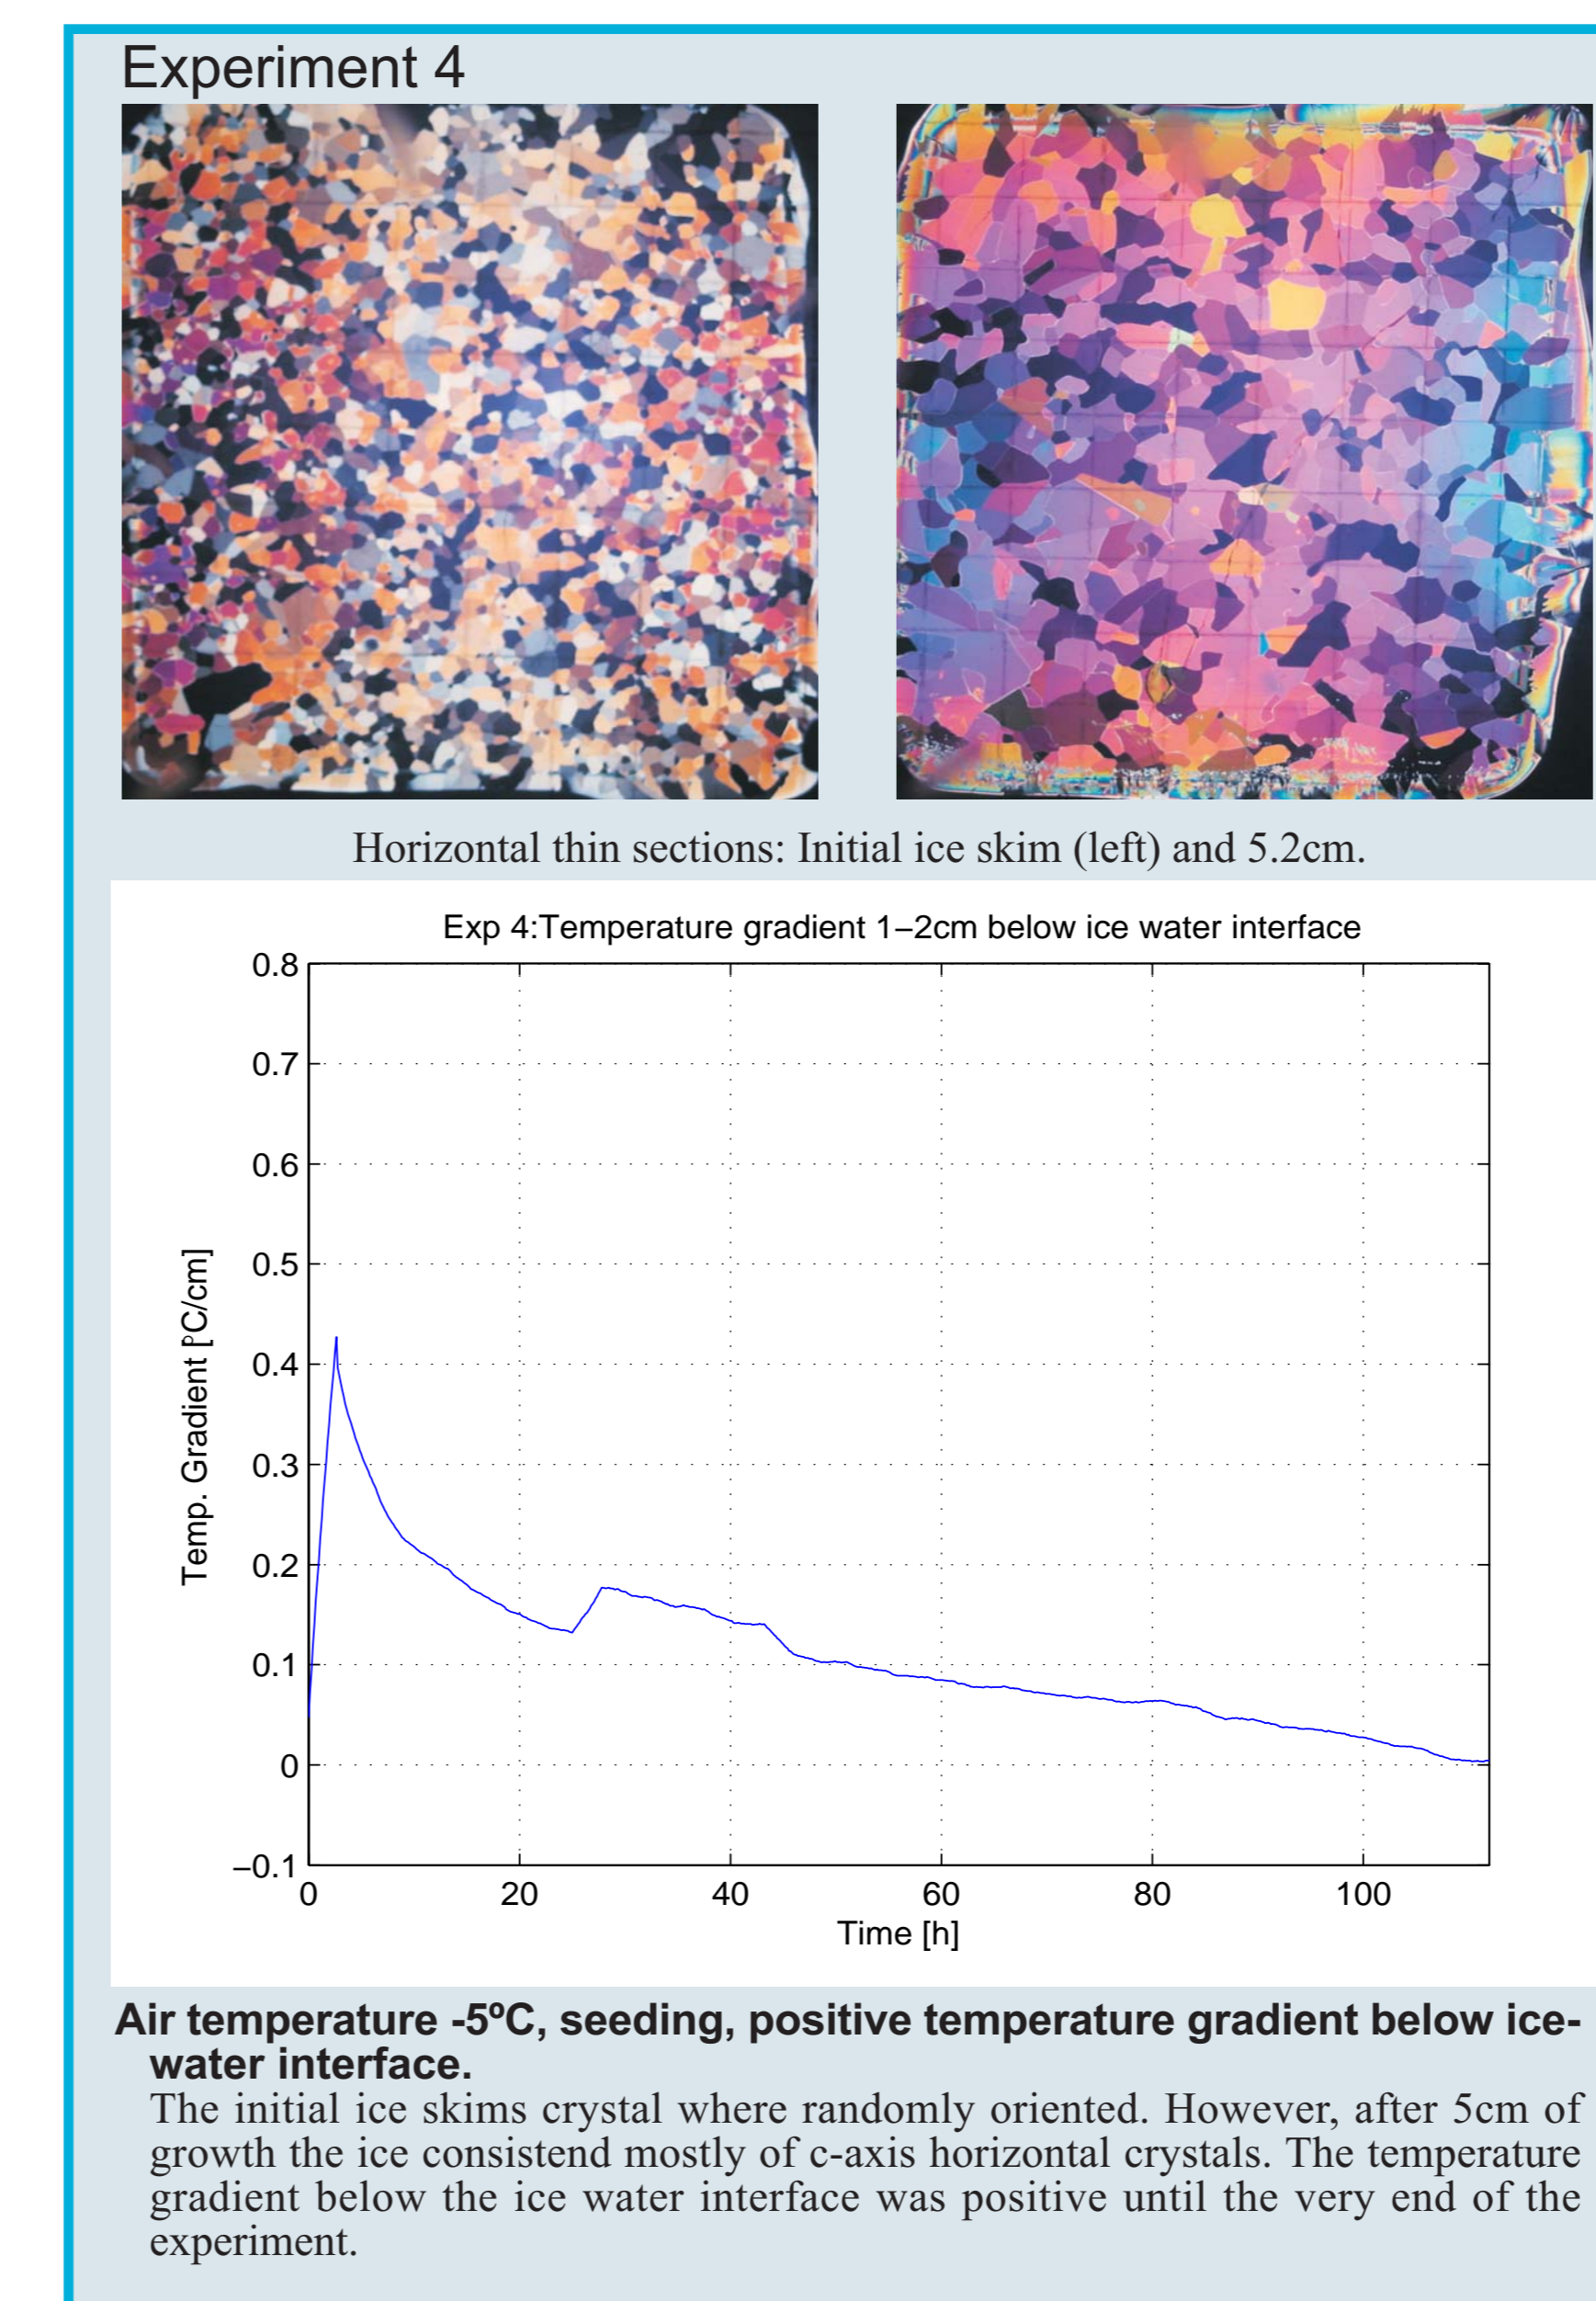 Experiment 4
Horizontal thin sections: Initial ice skim (left) and 5.2cm.
Exp 4:Temperature gradient 1–2cm below ice water interface
0.8
0.7
0.6
0.5
0.4
0.3
0.2
0.1
0
–0.1
Temp. Gradient [ºC/cm]
0 20 40 60 80 100
Time [h]
Air temperature -5ºC, seeding, positive temperature gradient below ice-
water interface.
The initial ice skims crystal where randomly oriented. However, after 5cm of
growth the ice consistend mostly of c-axis horizontal crystals. The temperature
gradient below the ice water interface was positive until the very end of the
experiment.